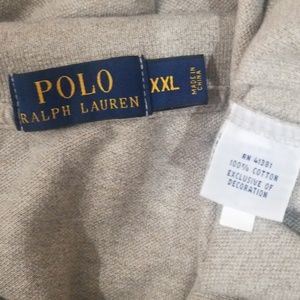 POLO
RALPH LAUREN
XXL
MADE IN
CHINA
RN 41381
100% COTTON
EXCLUSIVE OF
DECORATION